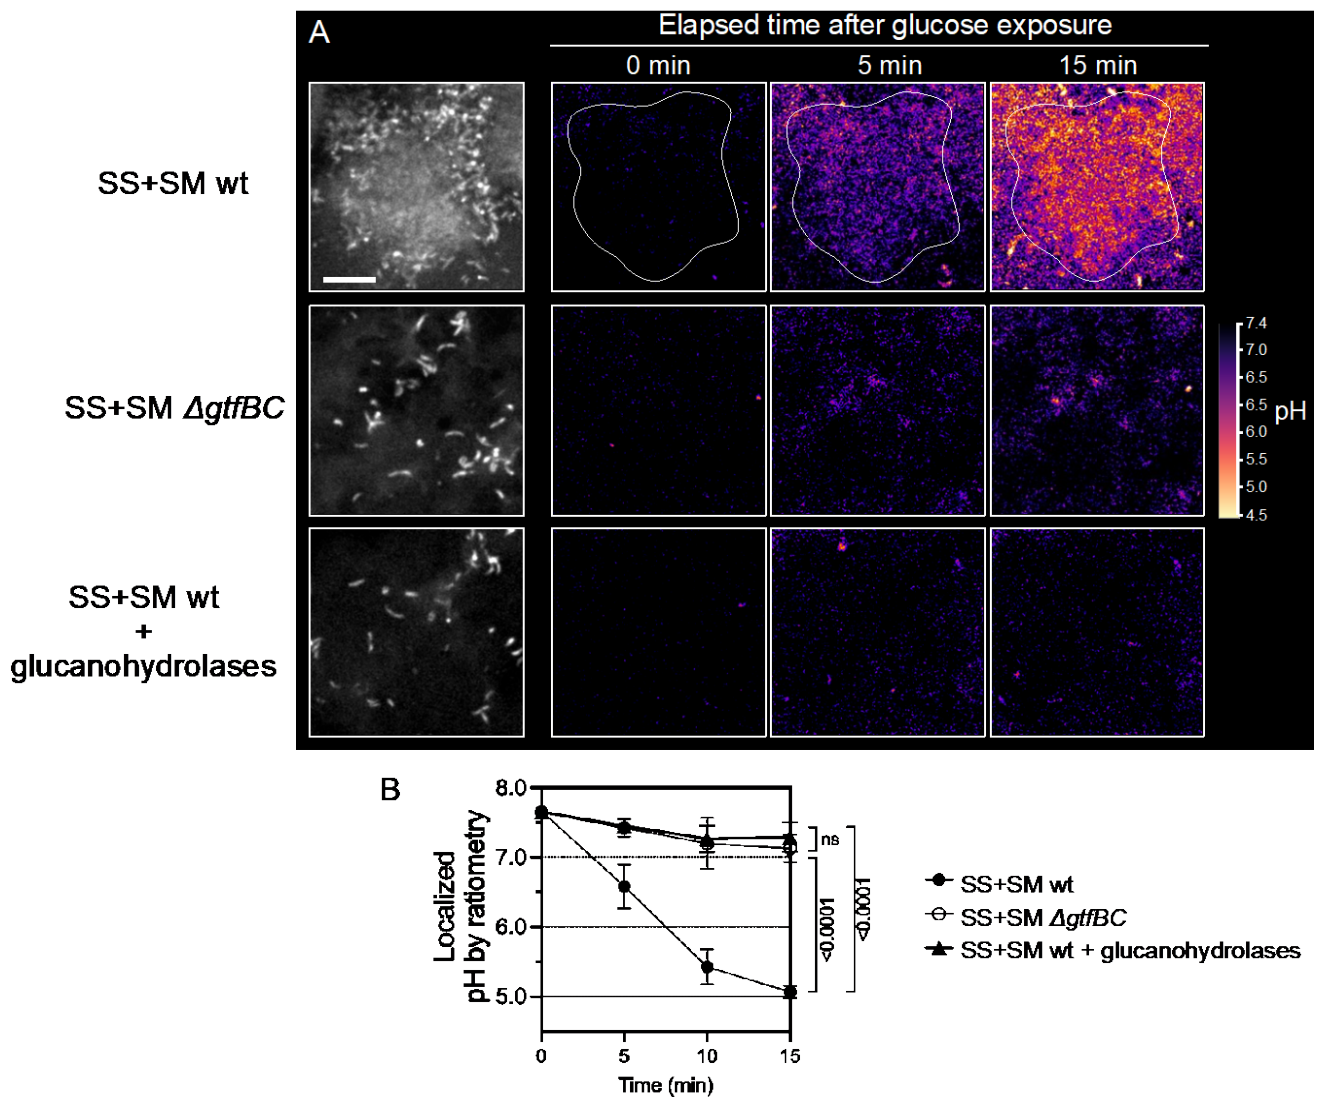 A
Elapsed time after glucose exposure
0 min
5 min
15 min
SS+SM wt
SS+SM ΔgtfBC
SS+SM wt
+
glucanohydrolases
7.4
7.0
6.5
6.5
6.0
5.5
5.0
4.5
pH
B
8.0
7.0
6.0
5.0
Localized
pH by ratiometry
0
5
10
15
Time (min)
ns
<0.0001
<0.0001
SS+SM wt
SS+SM ΔgtfBC
SS+SM wt + glucanohydrolases